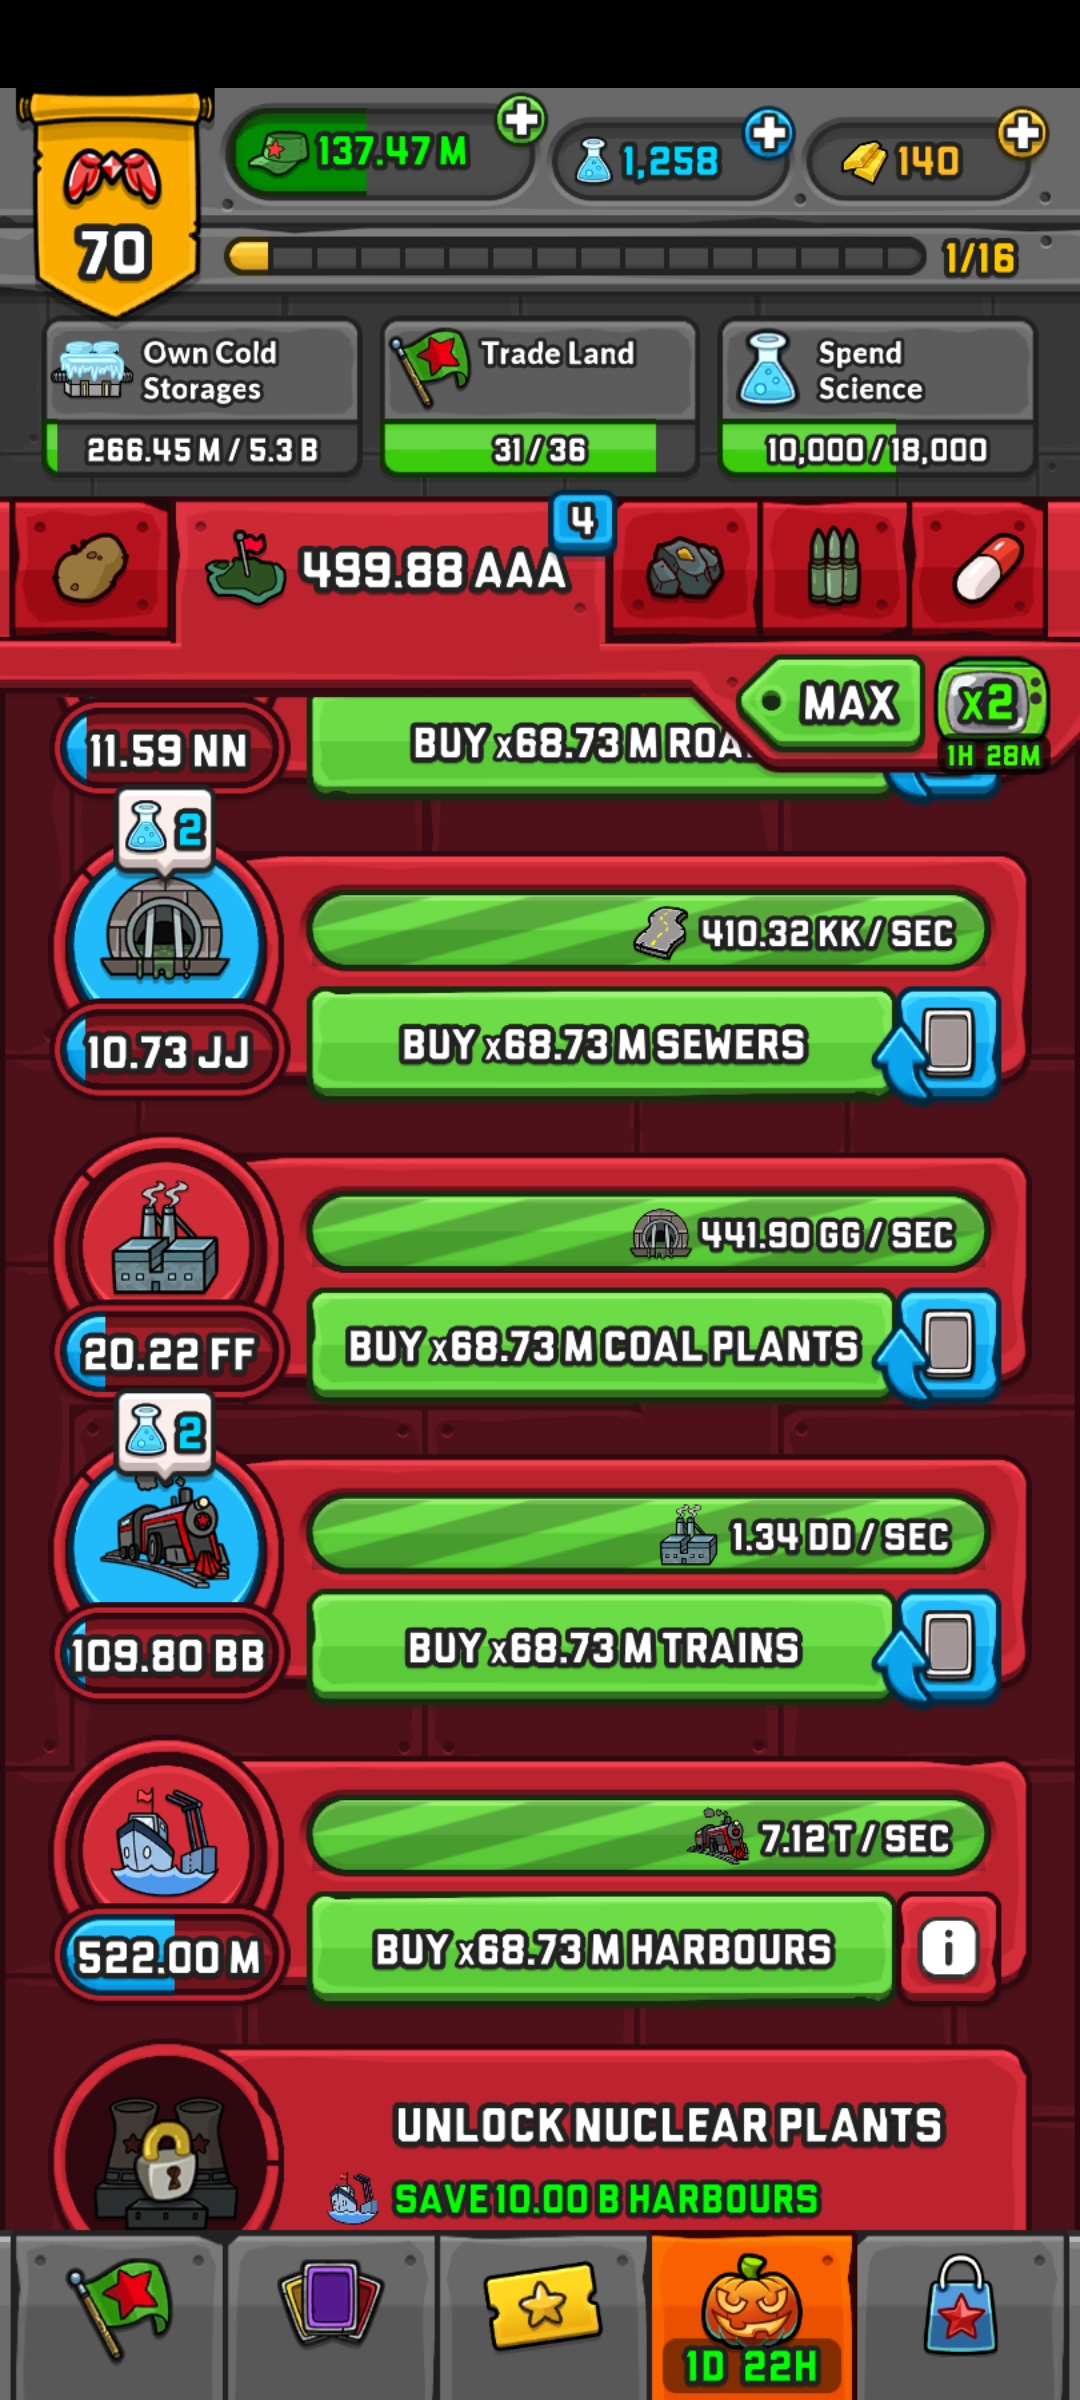 137.47 M
1,258
140
70
1/16
Own Cold
Storages
266.45 M / 5.3 B
Trade Land
31 / 36
Spend
Science
10,000 / 18,000
4
499.88 AAA
MAX
x2
1H 28M
11.59 NN
BUY x68.73 M
2
410.32 KK / SEC
10.73 JJ
BUY x68.73 M SEWERS
441.90 GG / SEC
20.22 FF
BUY x68.73 M COAL PLANTS
2
1.34 DD / SEC
109.80 BB
BUY x68.73 M TRAINS
7.12 T / SEC
522.00 M
BUY x68.73 M HARBOURS
i
UNLOCK NUCLEAR PLANTS
SAVE 10.00 B HARBOURS
1D 22H